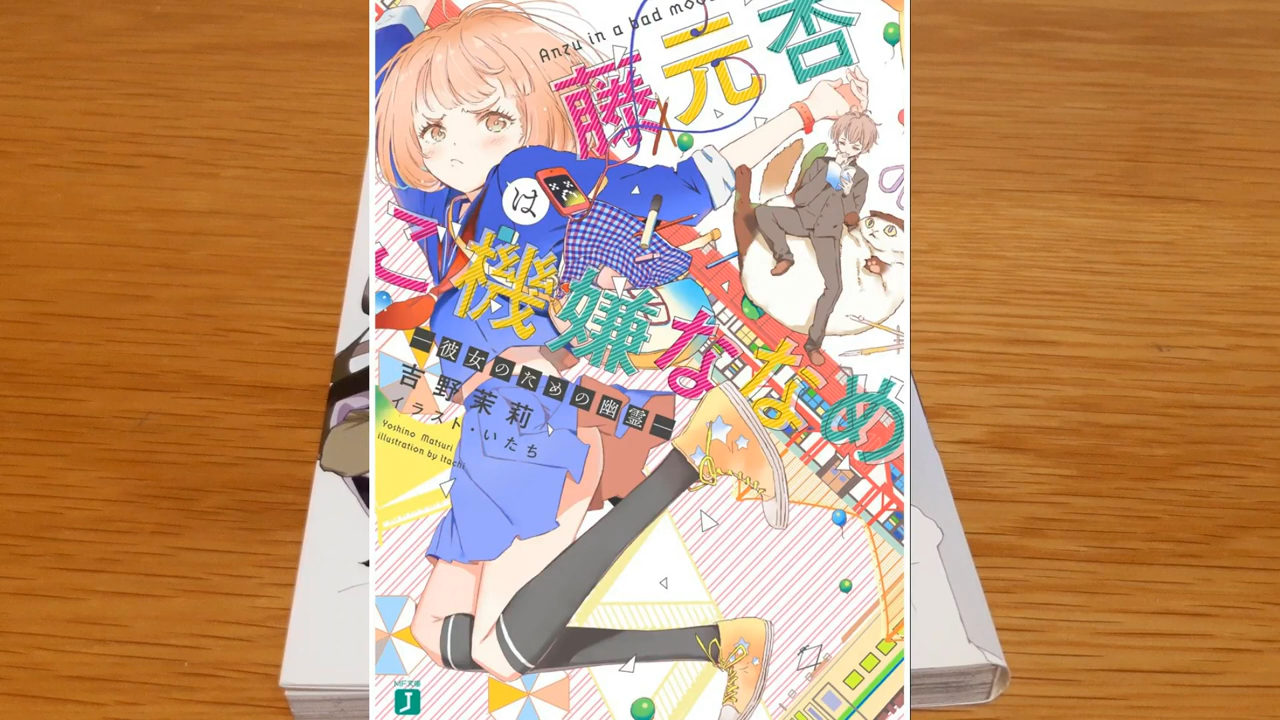 Anzu in a bad mood
藤元杏
は
ご機嫌ななめ
―彼女のための幽霊―
吉野茉莉
イラスト・いたち
Yoshino Matsuri
illustration by Itachi
MF文庫
J